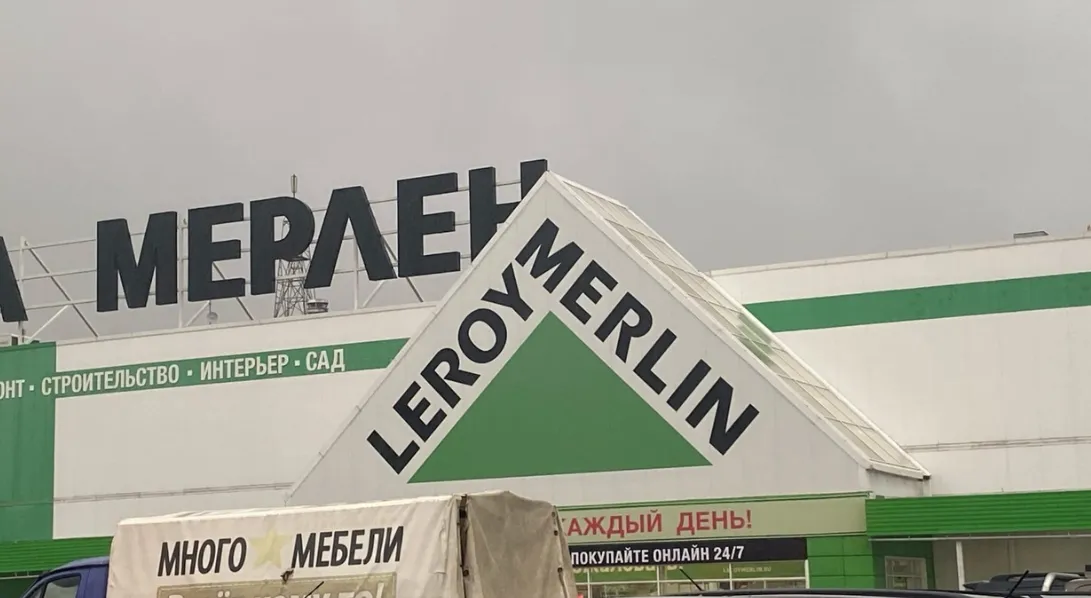 МЕРЛЕН
LEROY MERLIN
СТРОИТЕЛЬСТВО · ИНТЕРЬЕР · САД
КАЖДЫЙ ДЕНЬ!
ПОКУПАЙТЕ ОНЛАЙН 24/7
МНОГО МЕБЕЛИ